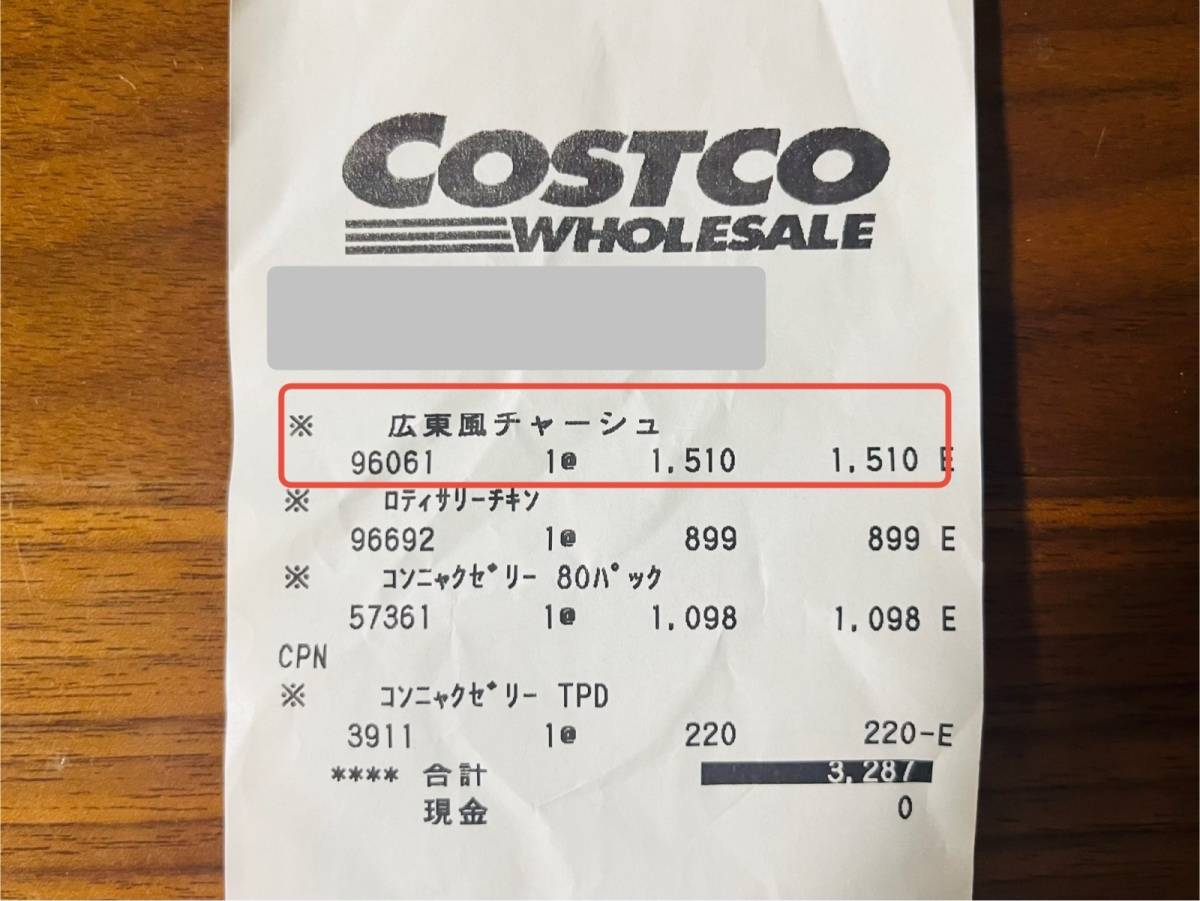 COSTCO
WHOLESALE
※ 広東風チャーシュ
96061 1@ 1,510 1,510 E
※ ロティサリーチキン
96692 1@ 899 899 E
※ コンニャクゼリー 80パック
57361 1@ 1,098 1,098 E
CPN
※ コンニャクゼリー TPD
3911 1@ 220 220-E
**** 合計 3,287
現金 0